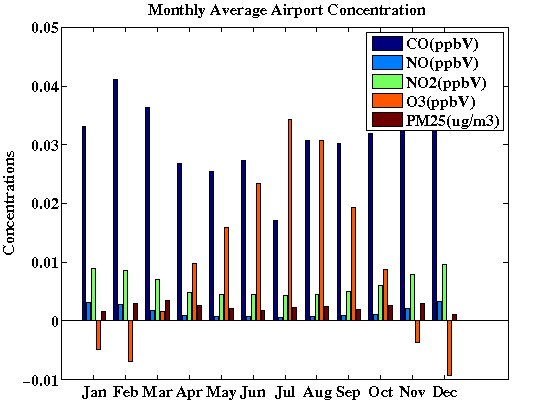 Monthly Average Airport Concentration
0.05
0.04
0.03
0.02
0.01
0
−0.01
Concentrations
CO(ppbV)
NO(ppbV)
NO2(ppbV)
O3(ppbV)
PM25(ug/m3)
Jan Feb Mar Apr May Jun Jul Aug Sep Oct Nov Dec